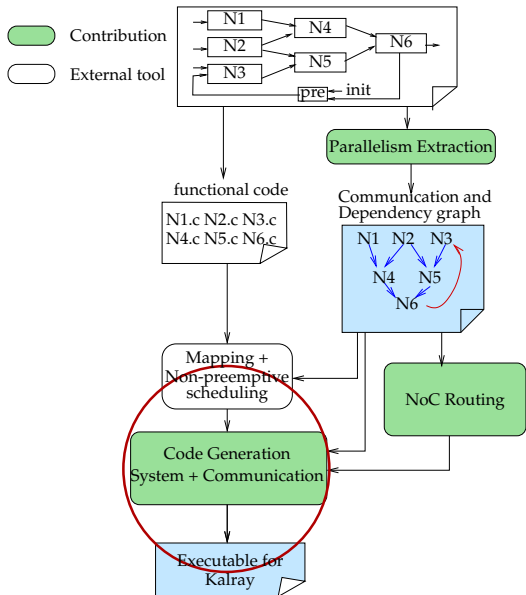 Contribution
External tool
N1
N2
N3
N4
N5
N6
pre
init
Parallelism Extraction
functional code
N1.c N2.c N3.c
N4.c N5.c N6.c
Communication and
Dependency graph
N1 N2 N3
N4 N5
N6
Mapping +
Non-preemptive
scheduling
NoC Routing
Code Generation
System + Communication
Executable for
Kalray